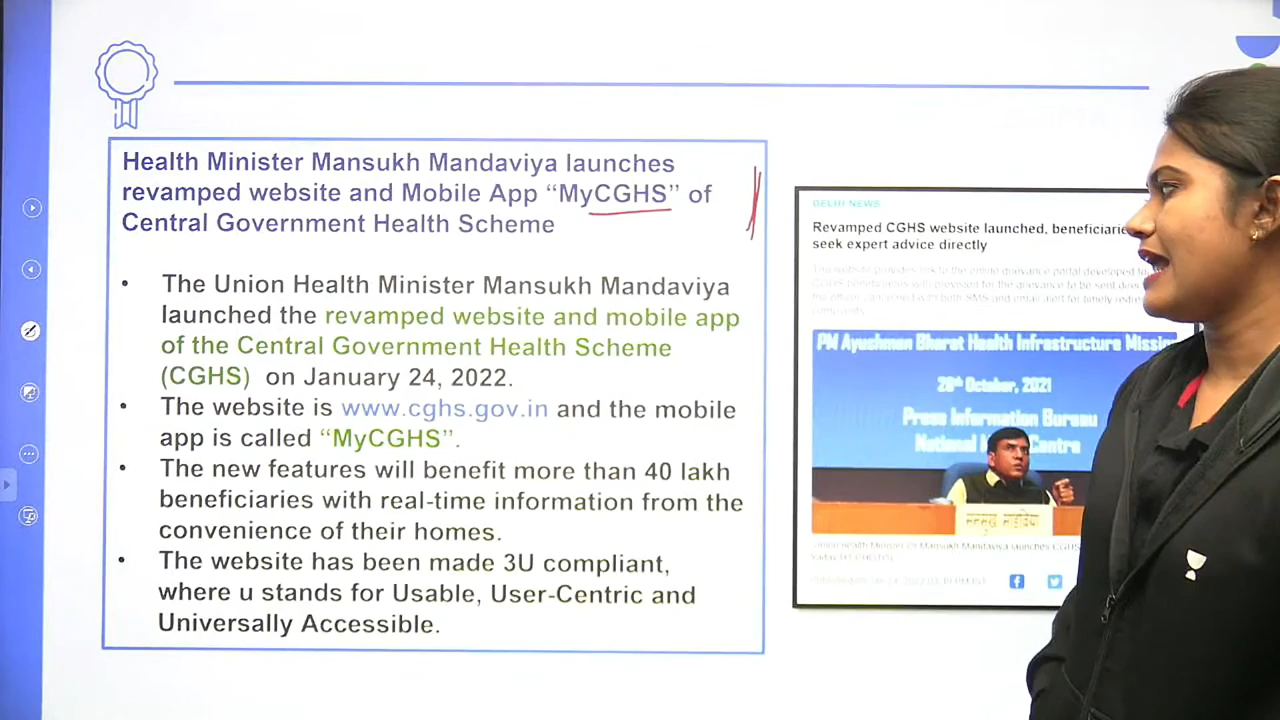 Health Minister Mansukh Mandaviya launches
revamped website and Mobile App “MyCGHS” of
Central Government Health Scheme
• The Union Health Minister Mansukh Mandaviya
launched the revamped website and mobile app
of the Central Government Health Scheme
(CGHS) on January 24, 2022.
• The website is www.cghs.gov.in and the mobile
app is called “MyCGHS”.
• The new features will benefit more than 40 lakh
beneficiaries with real-time information from the
convenience of their homes.
• The website has been made 3U compliant,
where u stands for Usable, User-Centric and
Universally Accessible.
DELHI NEWS
Revamped CGHS website launched, beneficiarie
seek expert advice directly
PM Ayushman Bharat Health Infrastructure Missi
26th October, 2021
Press Information Bureau
National Centre